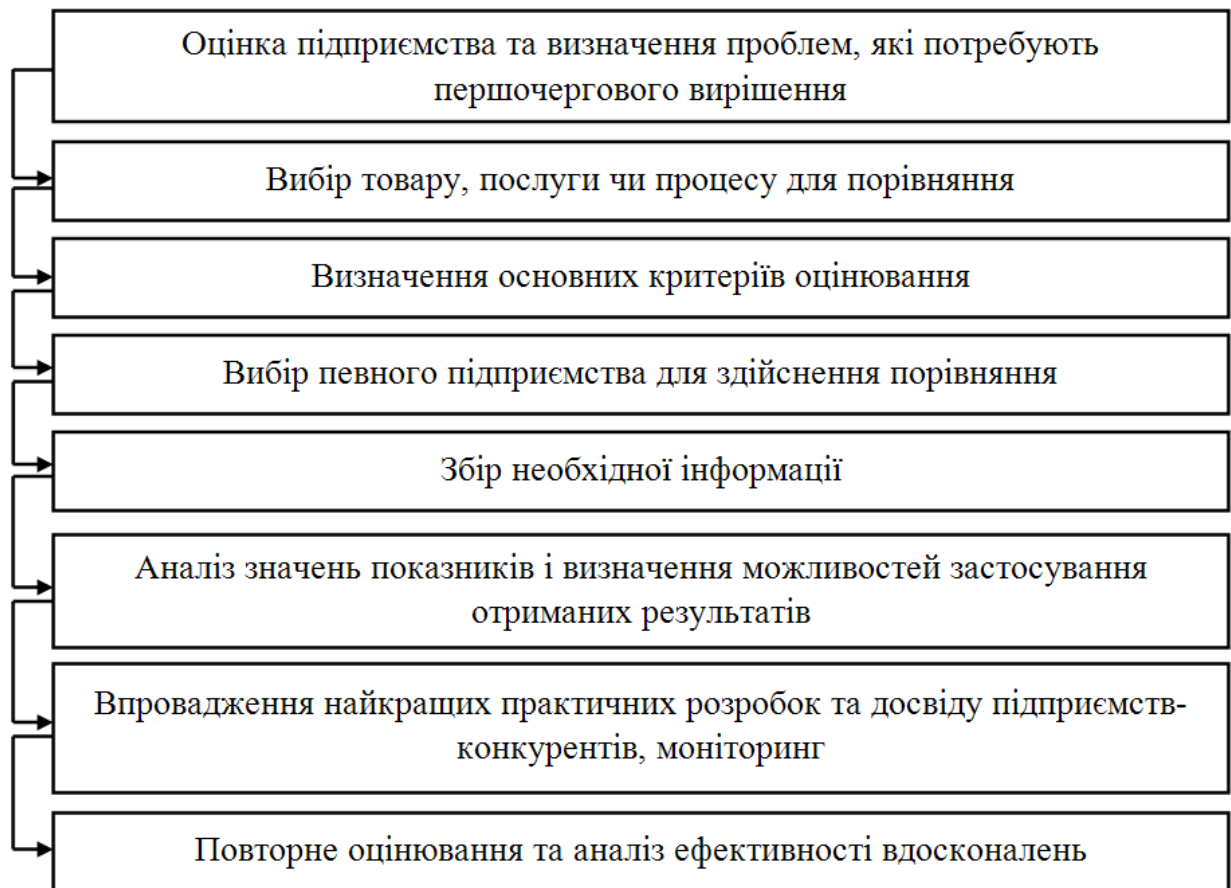 Оцінка підприємства та визначення проблем, які потребують
першочергового вирішення
Вибір товару, послуги чи процесу для порівняння
Визначення основних критеріїв оцінювання
Вибір певного підприємства для здійснення порівняння
Збір необхідної інформації
Аналіз значень показників і визначення можливостей застосування
отриманих результатів
Впровадження найкращих практичних розробок та досвіду підприємств-
конкурентів, моніторинг
Повторне оцінювання та аналіз ефективності вдосконалень